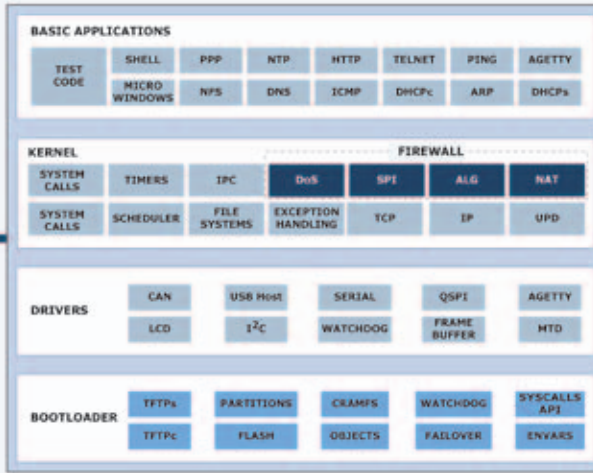 BASIC APPLICATIONS
TEST CODE
SHELL PPP NTP HTTP TELNET PING AGETTY
MICRO WINDOWS NFS DNS ICMP DHCPc ARP DHCPs
KERNEL
FIREWALL
SYSTEM CALLS TIMERS IPC DoS SPI ALG NAT
SYSTEM CALLS SCHEDULER FILE SYSTEMS EXCEPTION HANDLING TCP IP UPD
DRIVERS
CAN USB Host SERIAL QSPI AGETTY
LCD I²C WATCHDOG FRAME BUFFER MTD
BOOTLOADER
TFTPs PARTITIONS CRAMFS WATCHDOG SYSCALLS API
TFTPc FLASH OBJECTS FAILOVER ENVARS